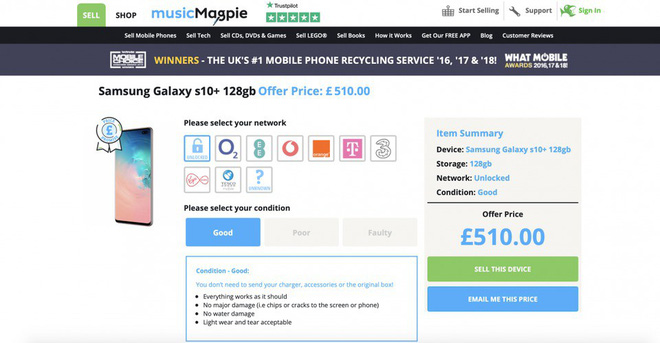 SELL SHOP musicMagpie Trustpilot Start Selling Support Sign In
Sell Mobile Phones Sell Tech Sell CDs, DVDs & Games Sell LEGO® Sell Books How it Works Get Our FREE APP Blog Customer Reviews
WINNERS - THE UK'S #1 MOBILE PHONE RECYCLING SERVICE '16, '17 & '18! WHAT MOBILE
AWARDS 2016,17&18!
Samsung Galaxy s10+ 128gb Offer Price: £510.00
Please select your network
UNLOCKED O2 EE orange T 3
Virgin TESCO UNKNOWN
Please select your condition
Good Poor Faulty
Condition - Good:
You don't need to send your charger, accessories or the original box!
Everything works as it should
No major damage (i.e chips or cracks to the screen or phone)
No water damage
Light wear and tear acceptable
Item Summary
Device: Samsung Galaxy s10+ 128gb
Storage: 128gb
Network: Unlocked
Condition: Good
Offer Price
£510.00
SELL THIS DEVICE
EMAIL ME THIS PRICE